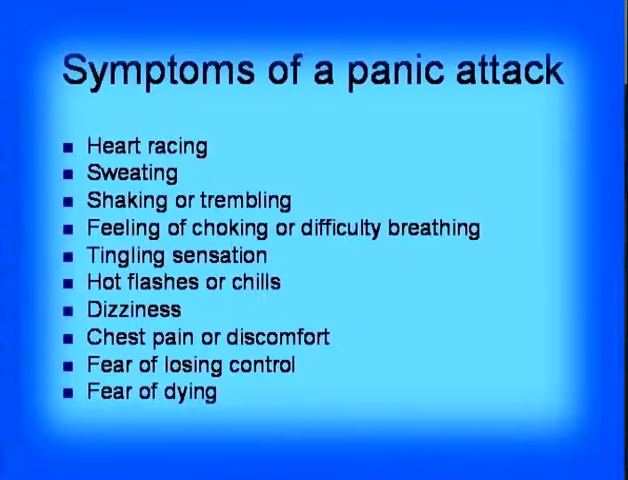 Symptoms of a panic attack
Heart racing
Sweating
Shaking or trembling
Feeling of choking or difficulty breathing
Tingling sensation
Hot flashes or chills
Dizziness
Chest pain or discomfort
Fear of losing control
Fear of dying